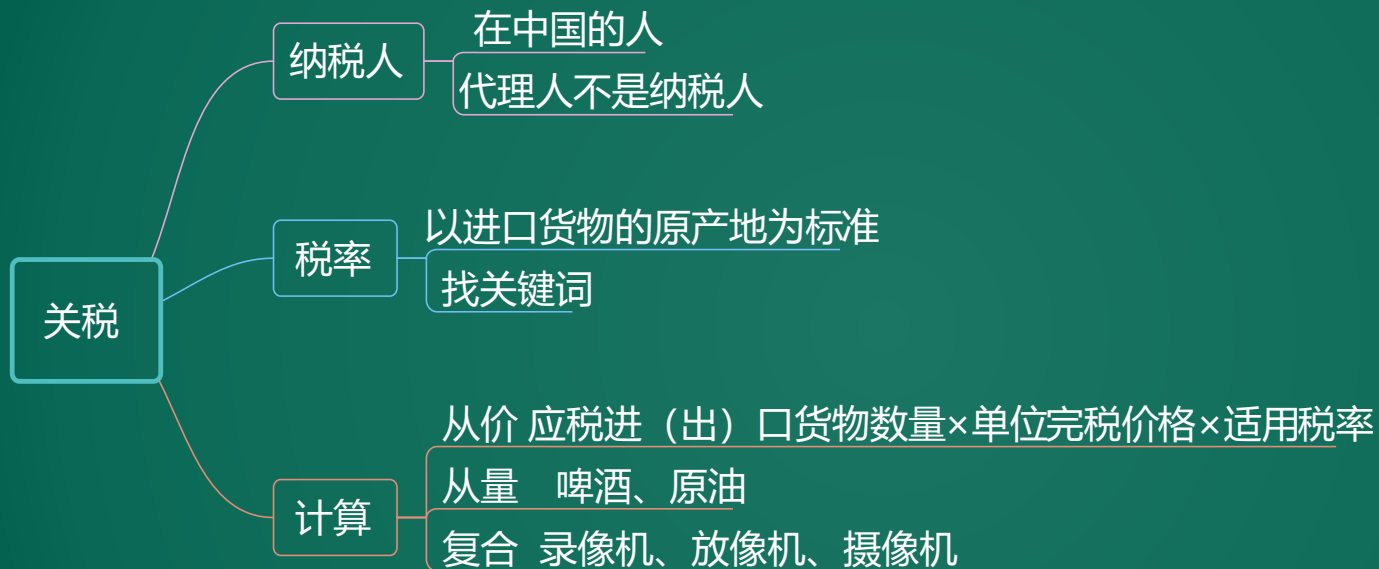 关税
纳税人
在中国的人
代理人不是纳税人
税率
以进口货物的原产地为标准
找关键词
计算
从价 应税进（出）口货物数量×单位完税价格×适用税率
从量 啤酒、原油
复合 录像机、放像机、摄像机